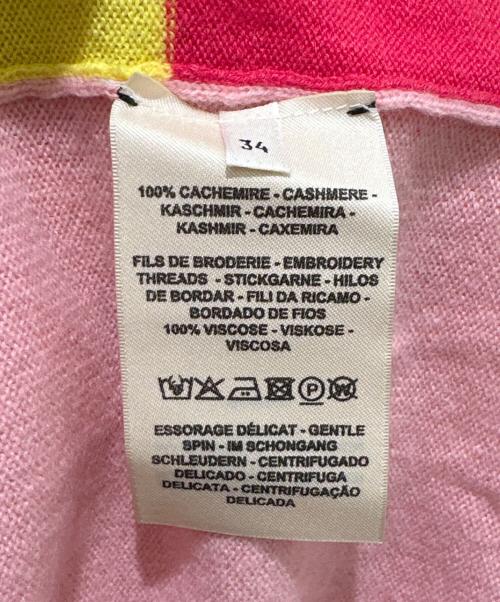 34
100% CACHEMIRE - CASHMERE -
KASCHMIR - CACHEMIRA -
KASHMIR - CAXEMIRA
FILS DE BRODERIE - EMBROIDERY
THREADS - STICKGARNE - HILOS
DE BORDAR - FILI DA RICAMO -
BORDADO DE FIOS
100% VISCOSE - VISKOSE -
VISCOSA
P W
ESSORAGE DÉLICAT - GENTLE
SPIN - IM SCHONGANG
SCHLEUDERN - CENTRIFUGADO
DELICADO - CENTRIFUGA
DELICATA - CENTRIFUGAÇÃO
DELICADA